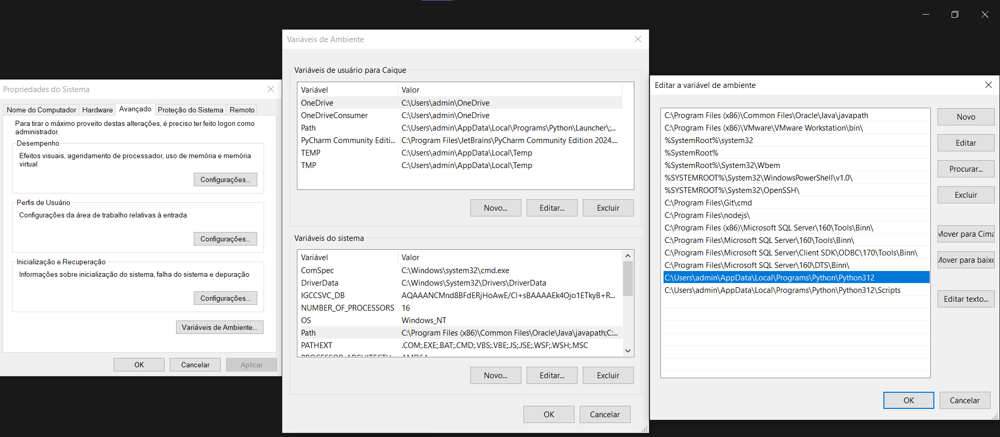 Propriedades do Sistema
Nome do Computador Hardware Avançado Proteção do Sistema Remoto
Para tirar o máximo proveito destas alterações, é preciso ter feito logon como
administrador.
Desempenho
Efeitos visuais, agendamento de processador, uso de memória e memória
virtual
Configurações...
Perfis de Usuário
Configurações da área de trabalho relativas à entrada
Configurações...
Inicialização e Recuperação
Informações sobre inicialização do sistema, falha do sistema e depuração
Configurações...
Variáveis de Ambiente...
OK Cancelar Aplicar
Variáveis de Ambiente
Variáveis de usuário para Caique
Variável Valor
OneDrive C:\Users\admin\OneDrive
OneDriveConsumer C:\Users\admin\OneDrive
Path C:\Users\admin\AppData\Local\Programs\Python\Launcher\;...
PyCharm Community Editi... C:\Program Files\JetBrains\PyCharm Community Edition 2024....
TEMP C:\Users\admin\AppData\Local\Temp
TMP C:\Users\admin\AppData\Local\Temp
Novo... Editar... Excluir
Variáveis do sistema
Variável Valor
ComSpec C:\Windows\system32\cmd.exe
DriverData C:\Windows\System32\Drivers\DriverData
IGCCSVC_DB AQAAANCMnd8BFdERjHoAwE/Cl+sBAAAAEk4Ojo1ETkyB+R...
NUMBER_OF_PROCESSORS 16
OS Windows_NT
Path C:\Program Files (x86)\Common Files\Oracle\Java\javapath;C:...
PATHEXT .COM;.EXE;.BAT;.CMD;.VBS;.VBE;.JS;.JSE;.WSF;.WSH;.MSC
PROCESSOR_ARCHITECTU AMD64
Novo... Editar... Excluir
OK Cancelar
Editar a variável de ambiente
C:\Program Files (x86)\Common Files\Oracle\Java\javapath
C:\Program Files (x86)\VMware\VMware Workstation\bin\
%SystemRoot%\system32
%SystemRoot%
%SystemRoot%\System32\Wbem
%SYSTEMROOT%\System32\WindowsPowerShell\v1.0\
%SYSTEMROOT%\System32\OpenSSH\
C:\Program Files\Git\cmd
C:\Program Files\nodejs\
C:\Program Files (x86)\Microsoft SQL Server\160\Tools\Binn\
C:\Program Files\Microsoft SQL Server\160\Tools\Binn\
C:\Program Files\Microsoft SQL Server\Client SDK\ODBC\170\Tools\Binn\
C:\Program Files\Microsoft SQL Server\160\DTS\Binn\
C:\Users\admin\AppData\Local\Programs\Python\Python312
C:\Users\admin\AppData\Local\Programs\Python\Python312\Scripts
Novo
Editar
Procurar...
Excluir
Mover para Cima
Mover para baixo
Editar texto...
OK Cancelar